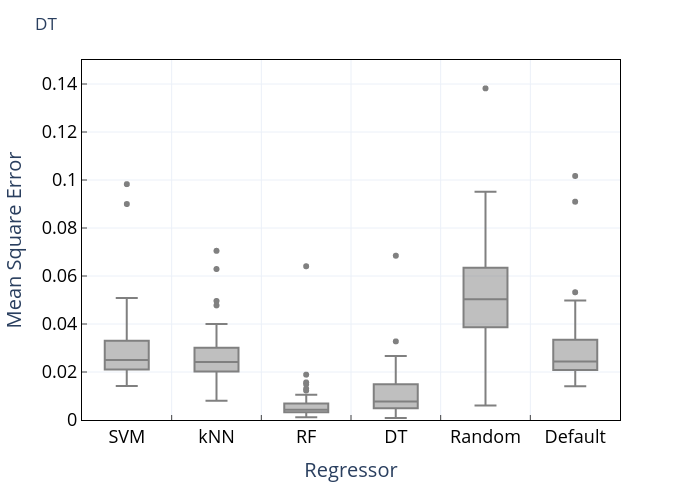 DT
0.14
0.12
0.1
0.08
0.06
0.04
0.02
0
Mean Square Error
SVM kNN RF DT Random Default
Regressor